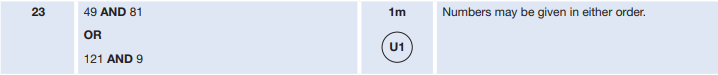 23 49 AND 81 1m Numbers may be given in either order.
OR U1
121 AND 9